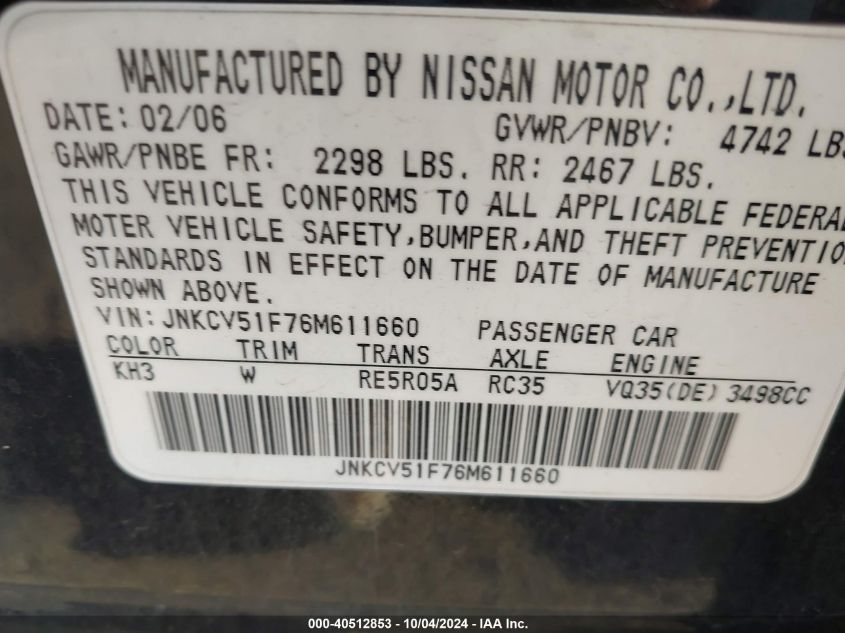 MANUFACTURED BY NISSAN MOTOR CO.,LTD.
DATE: 02/06 GVWR/PNBV: 4742 LBS
GAWR/PNBE FR: 2298 LBS. RR: 2467 LBS.
THIS VEHICLE CONFORMS TO ALL APPLICABLE FEDERAL
MOTER VEHICLE SAFETY,BUMPER,AND THEFT PREVENTION
STANDARDS IN EFFECT ON THE DATE OF MANUFACTURE
SHOWN ABOVE.
VIN:JNKCV51F76M611660 PASSENGER CAR
COLOR TRIM TRANS AXLE ENGINE
KH3 W RE5R05A RC35 VQ35(DE) 3498CC
JNKCV51F76M611660
000-40512853 - 10/04/2024 - IAA Inc.